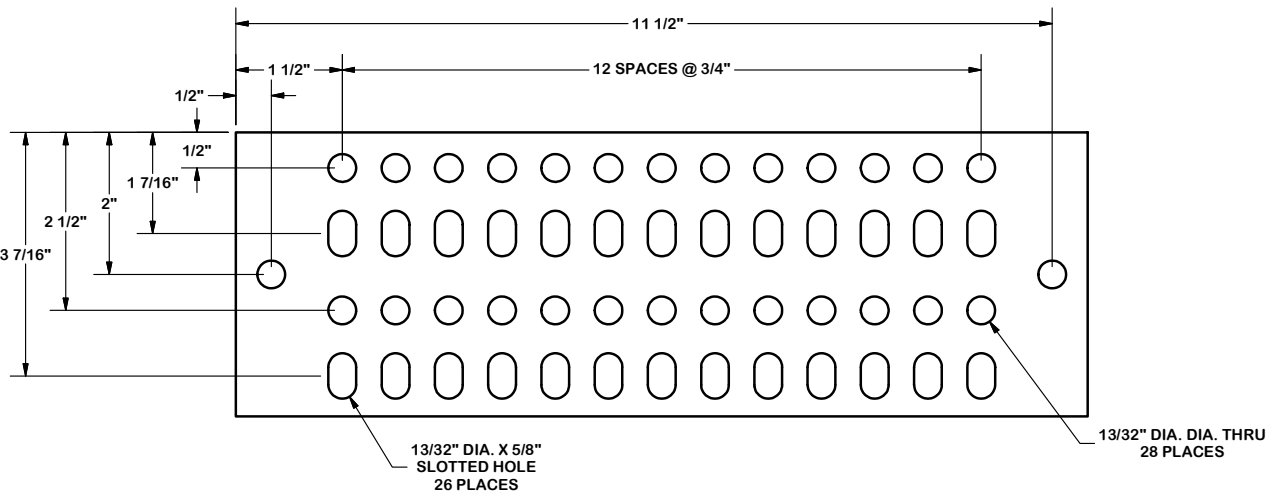 11 1/2"
1 1/2"
12 SPACES @ 3/4"
1/2"
1/2"
1 7/16"
2"
2 1/2"
3 7/16"
13/32" DIA. X 5/8"
SLOTTED HOLE
26 PLACES
13/32" DIA. DIA. THRU
28 PLACES